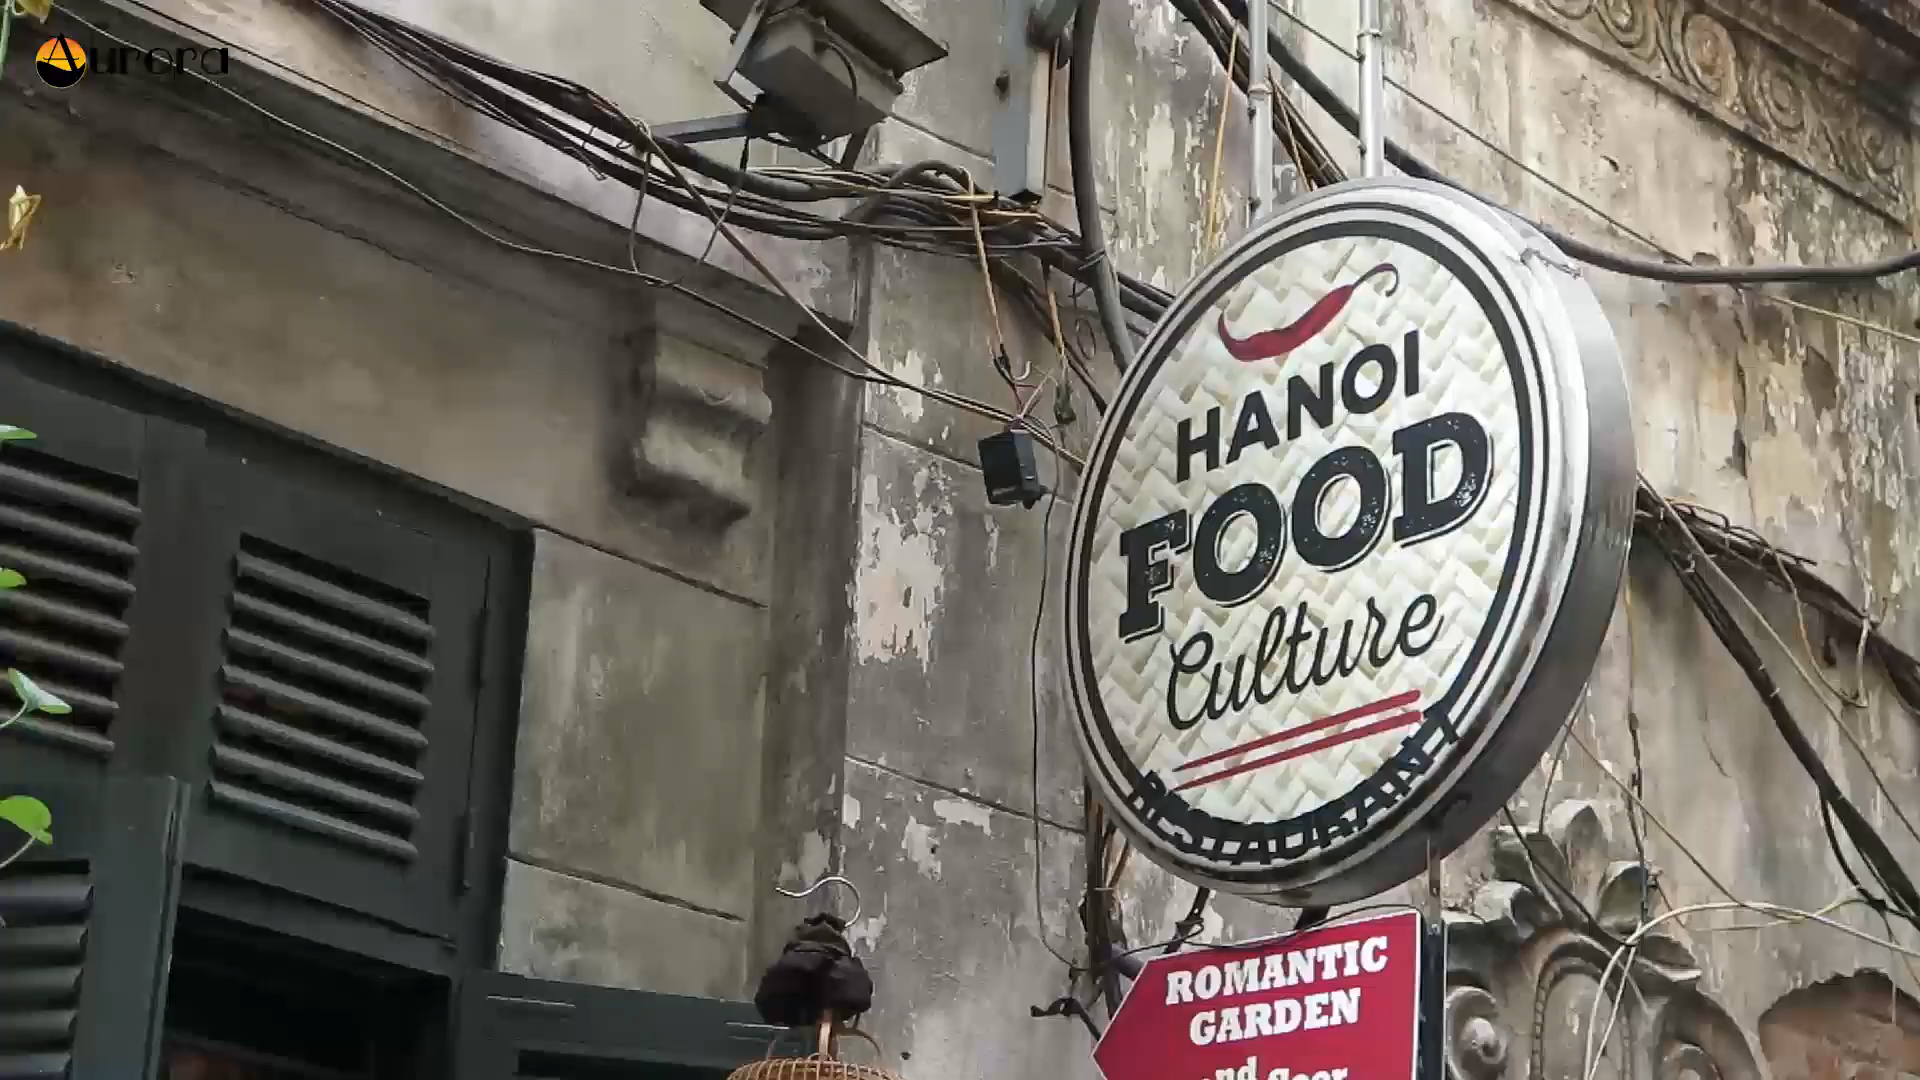 Aurora
HANOI
FOOD
Culture
RESTAURANT
ROMANTIC
GARDEN